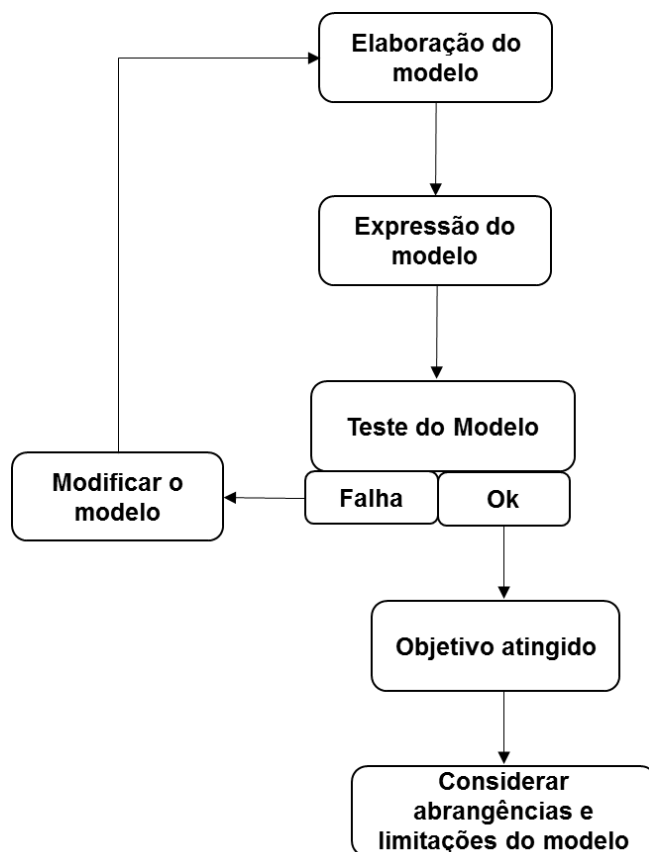 Elaboração do
modelo
Expressão do
modelo
Teste do Modelo
Modificar o
modelo
Falha
Ok
Objetivo atingido
Considerar
abrangências e
limitações do modelo